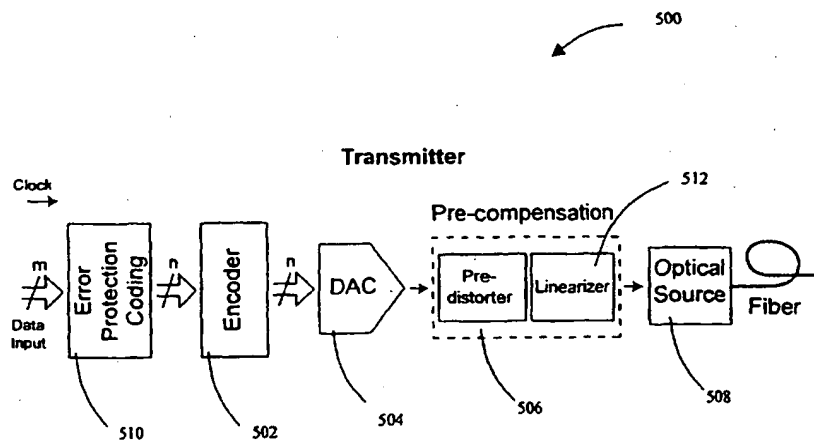 500
Transmitter
512
Clock
Pre-compensation
m
n
n
Error
Protection
Coding
Encoder
DAC
Pre-
distorter
Linearizer
Optical
Source
Data
Input
Fiber
510
502
504
506
508